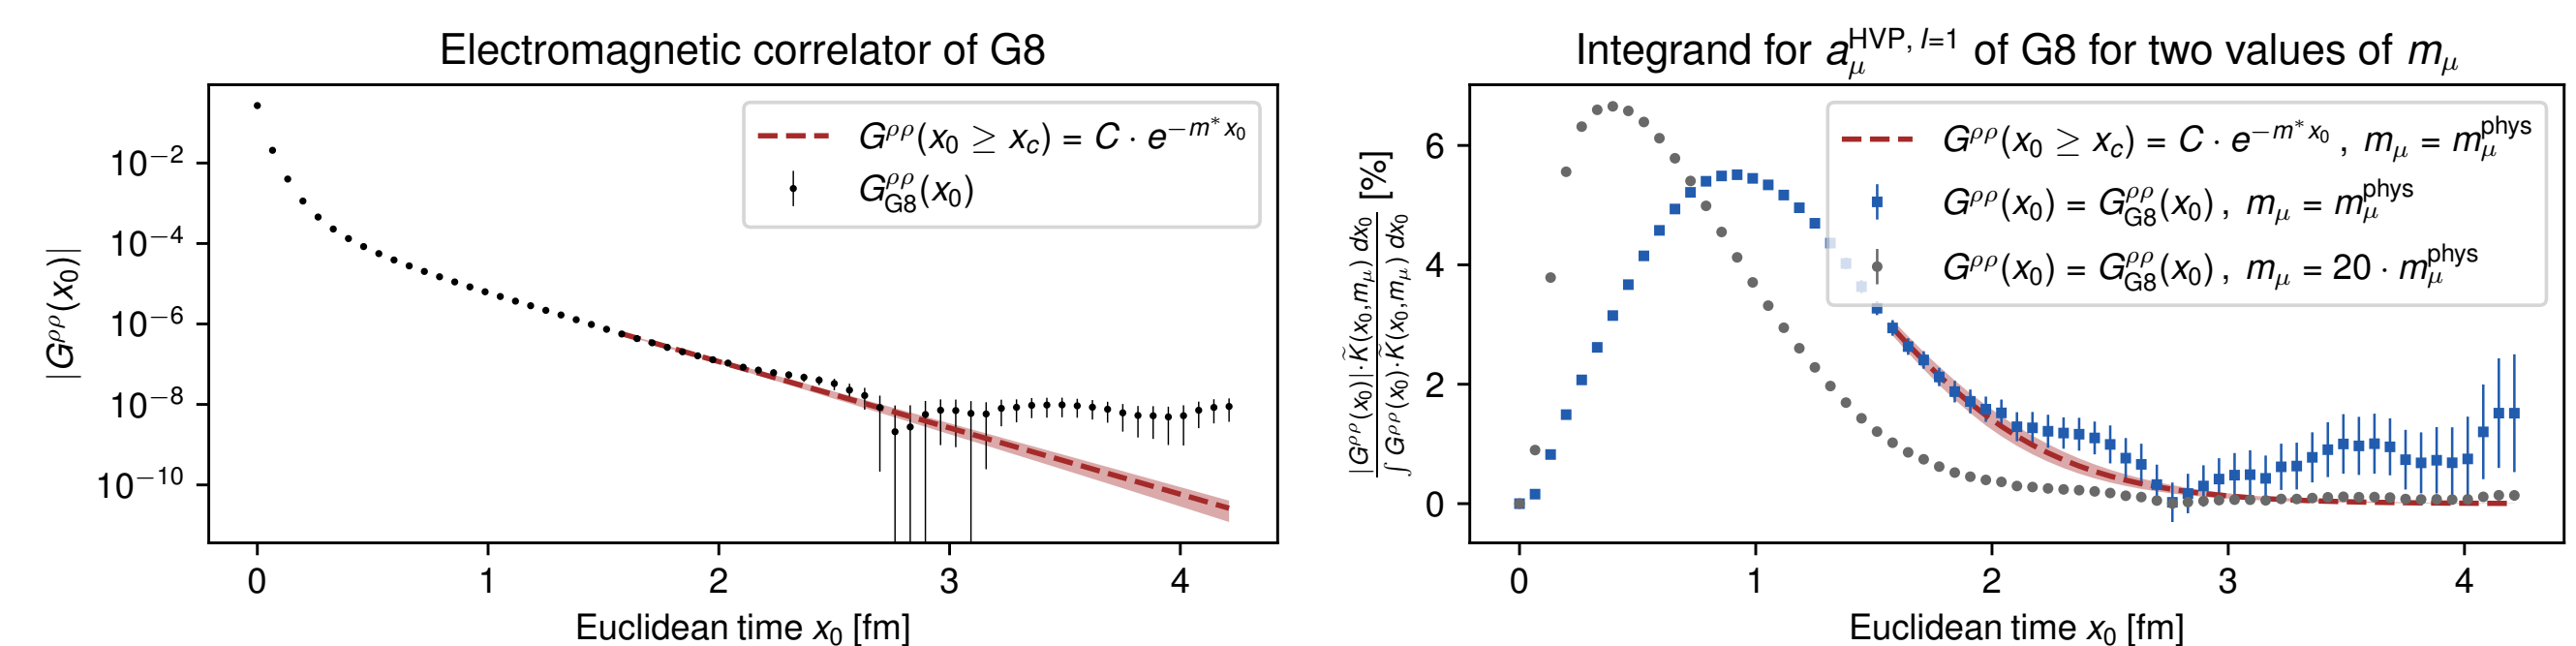 Electromagnetic correlator of G8
|G^{ρρ}(x_0)|
10^{−2}
10^{−4}
10^{−6}
10^{−8}
10^{−10}
G^{ρρ}(x_0 ≥ x_c) = C · e^{−m^* x_0}
G^{ρρ}_{G8}(x_0)
0 1 2 3 4
Euclidean time x_0 [fm]
Integrand for a_μ^{HVP, I=1} of G8 for two values of m_μ
|G^{ρρ}(x_0)|·K̃(x_0,m_μ) dx_0
∫ G^{ρρ}(x_0)·K̃(x_0,m_μ) dx_0
[%]
6
4
2
0
G^{ρρ}(x_0 ≥ x_c) = C · e^{−m^* x_0} , m_μ = m_μ^{phys}
G^{ρρ}(x_0) = G^{ρρ}_{G8}(x_0) , m_μ = m_μ^{phys}
G^{ρρ}(x_0) = G^{ρρ}_{G8}(x_0) , m_μ = 20 · m_μ^{phys}
0 1 2 3 4
Euclidean time x_0 [fm]